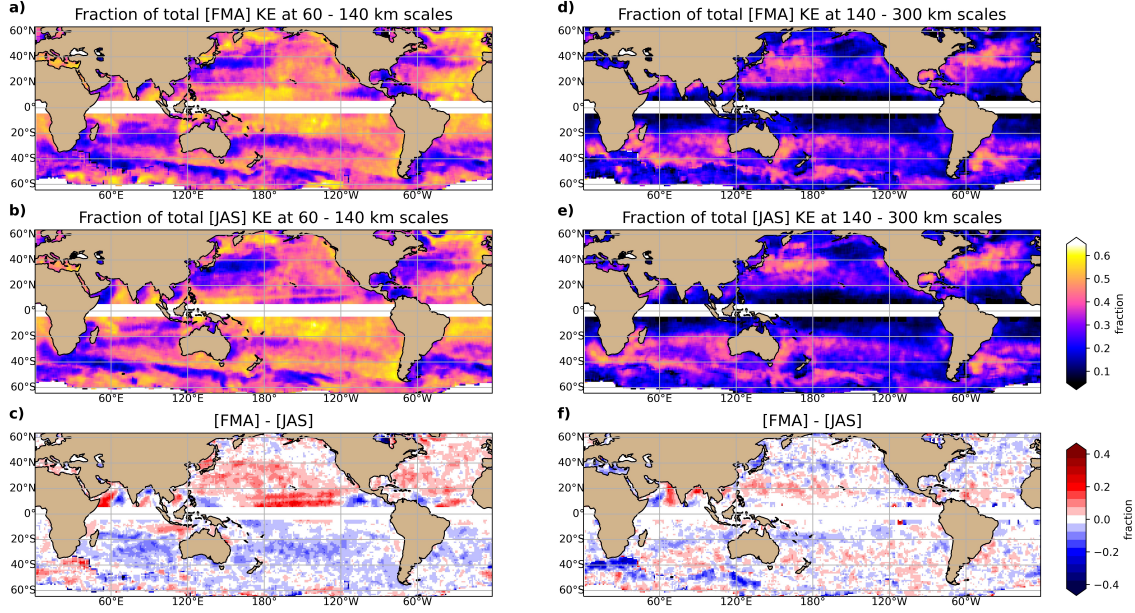 a) Fraction of total [FMA] KE at 60 - 140 km scales
60°N
40°N
20°N
0°
20°S
40°S
60°S
60°E 120°E 180° 120°W 60°W
b) Fraction of total [JAS] KE at 60 - 140 km scales
60°N
40°N
20°N
0°
20°S
40°S
60°S
60°E 120°E 180° 120°W 60°W
c) [FMA] - [JAS]
60°N
40°N
20°N
0°
20°S
40°S
60°S
60°E 120°E 180° 120°W 60°W
d) Fraction of total [FMA] KE at 140 - 300 km scales
60°N
40°N
20°N
0°
20°S
40°S
60°S
60°E 120°E 180° 120°W 60°W
e) Fraction of total [JAS] KE at 140 - 300 km scales
60°N
40°N
20°N
0°
20°S
40°S
60°S
60°E 120°E 180° 120°W 60°W
0.6
0.5
0.4
0.3
0.2
0.1
fraction
f) [FMA] - [JAS]
60°N
40°N
20°N
0°
20°S
40°S
60°S
60°E 120°E 180° 120°W 60°W
0.4
0.2
0.0
−0.2
−0.4
fraction